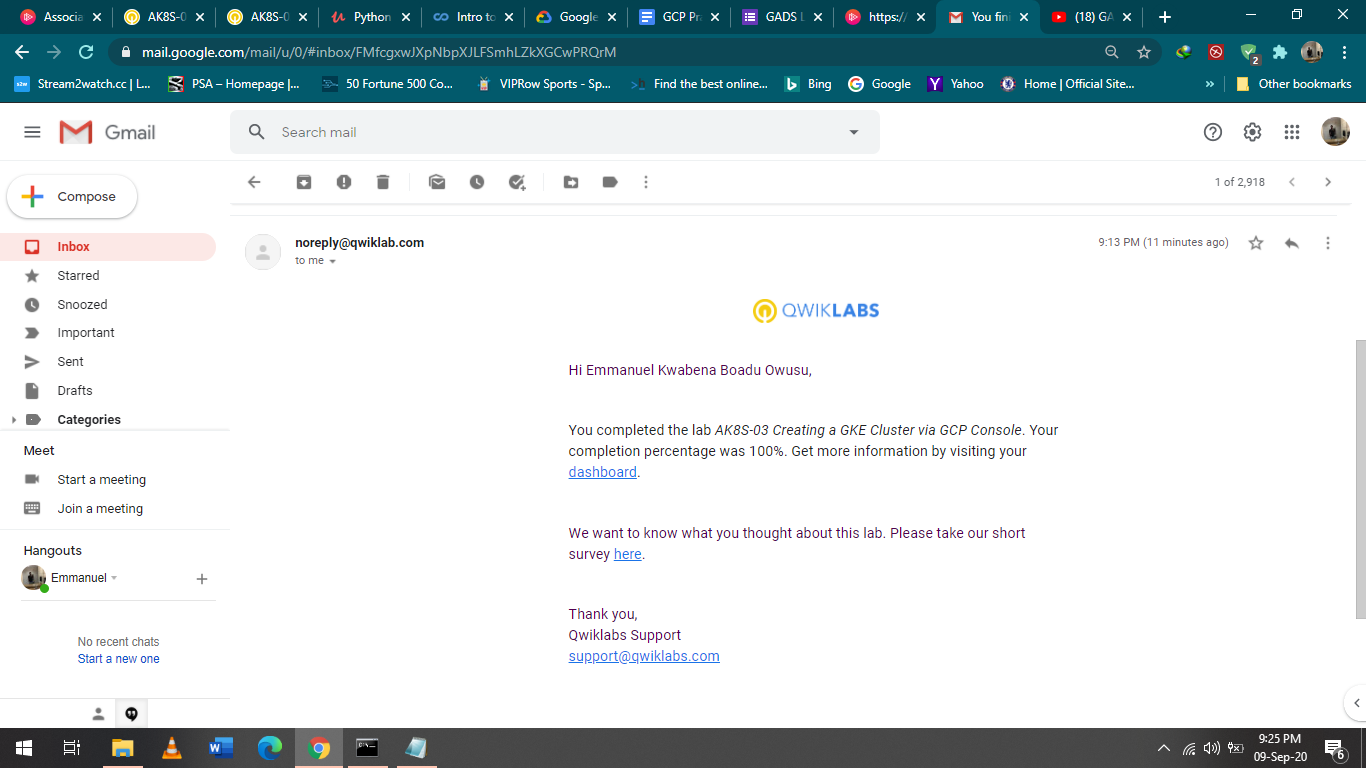 Associa
AK8S-0
AK8S-0
Python
Intro to
Google
GCP Pra
GADS L
https://
You fini
(18) GA
mail.google.com/mail/u/0/#inbox/FMfcgxwJXpNbpXJLFSmhLZkXGCwPRQrM
2
Stream2watch.cc | L...
PSA – Homepage |...
50 Fortune 500 Co...
VIPRow Sports - Sp...
Find the best online...
Bing
Google
Yahoo
Home | Official Site...
»
Other bookmarks
Gmail
Search mail
Compose
1 of 2,918
Inbox
Starred
Snoozed
Important
Sent
Drafts
Categories
Meet
Start a meeting
Join a meeting
Hangouts
Emmanuel
No recent chats
Start a new one
noreply@qwiklab.com
9:13 PM (11 minutes ago)
to me
QWIKLABS
Hi Emmanuel Kwabena Boadu Owusu,
You completed the lab AK8S-03 Creating a GKE Cluster via GCP Console. Your
completion percentage was 100%. Get more information by visiting your
dashboard.
We want to know what you thought about this lab. Please take our short
survey here.
Thank you,
Qwiklabs Support
support@qwiklabs.com
9:25 PM
09-Sep-20
6